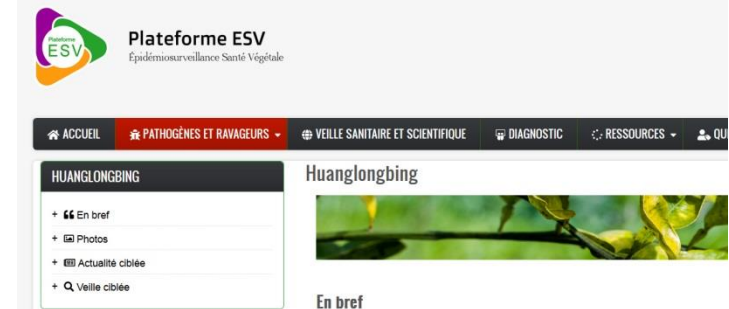 Plateforme
ESV
Plateforme ESV
Épidémiosurveillance Santé Végétale
ACCUEIL PATHOGÈNES ET RAVAGEURS VEILLE SANITAIRE ET SCIENTIFIQUE DIAGNOSTIC RESSOURCES
HUANGLONGBING
+ En bref
+ Photos
+ Actualité ciblée
+ Veille ciblée
Huanglongbing
En bref